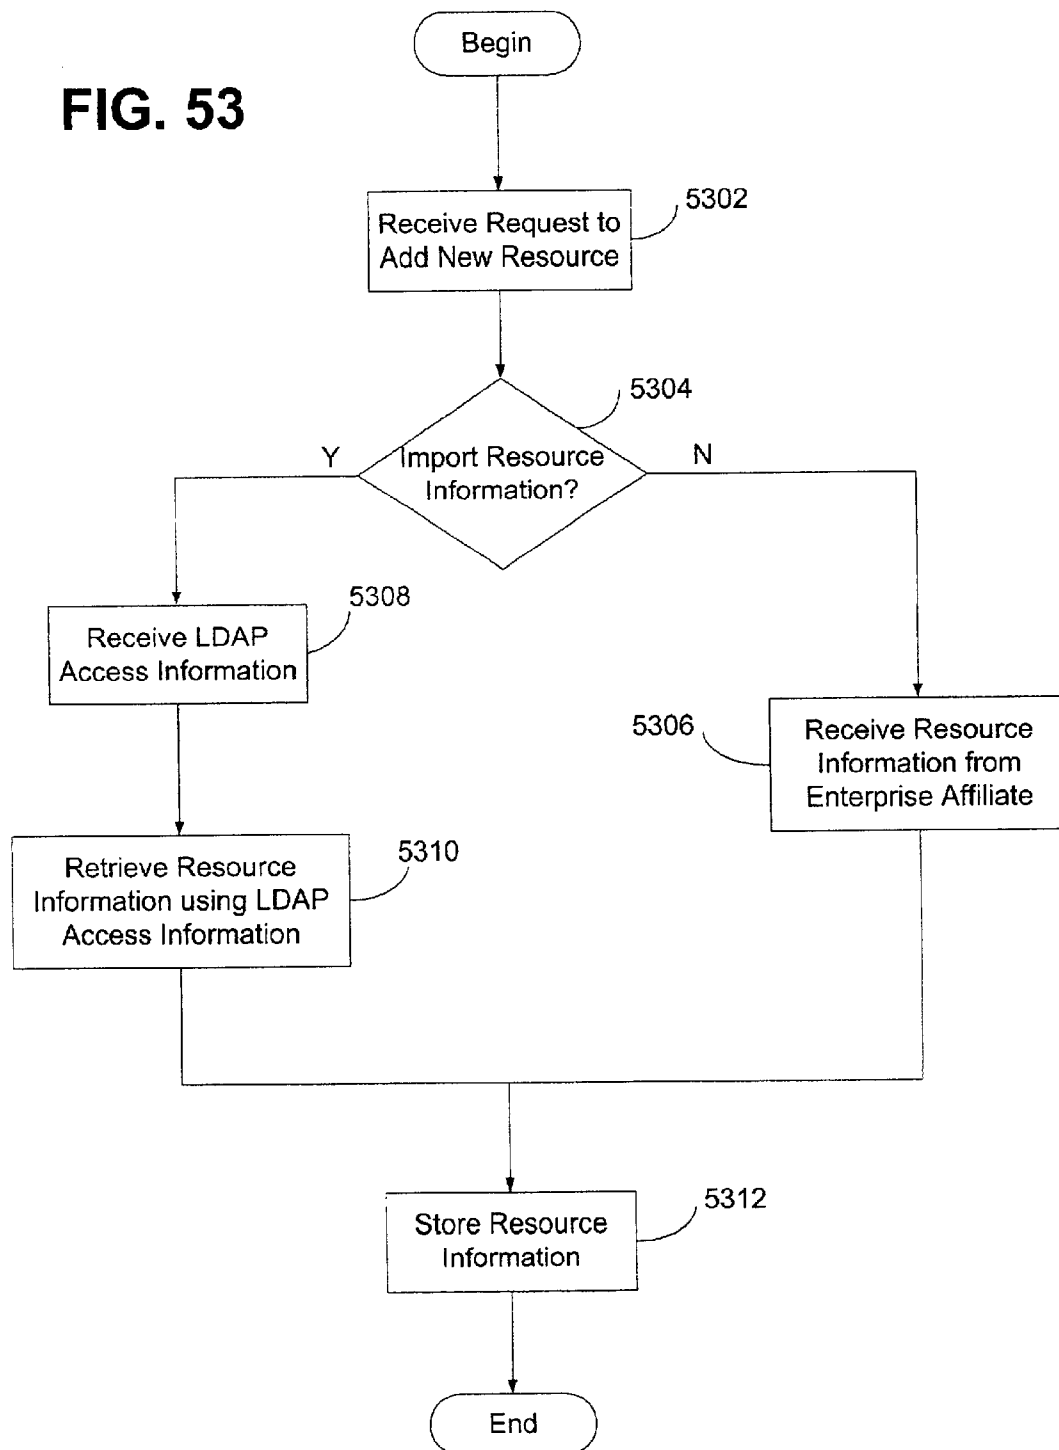 Begin
FIG. 53
5302
Receive Request to
Add New Resource
5304
Y
Import Resource
Information?
N
5308
Receive LDAP
Access Information
5306
Receive Resource
Information from
Enterprise Affiliate
5310
Retrieve Resource
Information using LDAP
Access Information
5312
Store Resource
Information
End